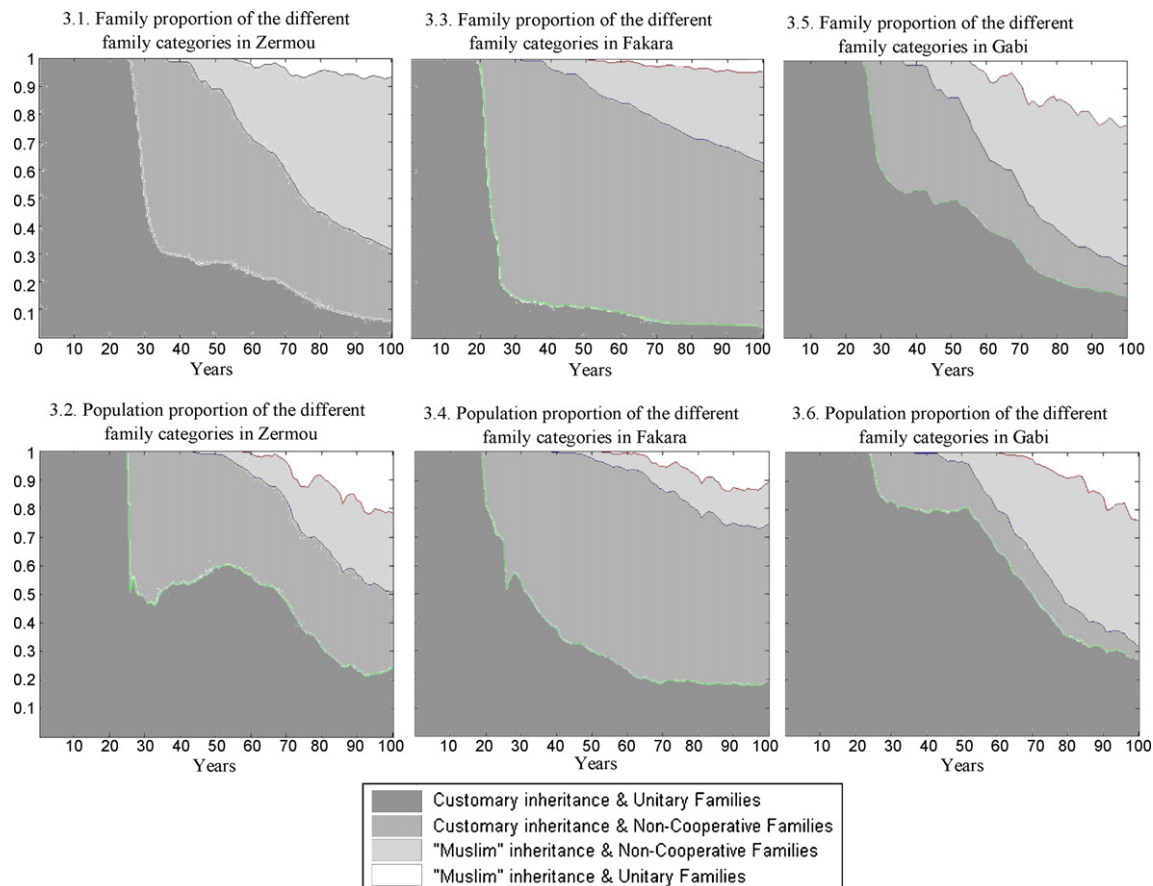 3.1. Family proportion of the different
family categories in Zermou
1
0.9
0.8
0.7
0.6
0.5
0.4
0.3
0.2
0.1
0 10 20 30 40 50 60 70 80 90 100
Years
3.3. Family proportion of the different
family categories in Fakara
10 20 30 40 50 60 70 80 90 100
Years
3.5. Family proportion of the different
family categories in Gabi
10 20 30 40 50 60 70 80 90 100
Years
3.2. Population proportion of the different
family categories in Zermou
1
0.9
0.8
0.7
0.6
0.5
0.4
0.3
0.2
0.1
10 20 30 40 50 60 70 80 90 100
Years
3.4. Population proportion of the different
family categories in Fakara
10 20 30 40 50 60 70 80 90 100
Years
3.6. Population proportion of the different
family categories in Gabi
10 20 30 40 50 60 70 80 90 100
Years
Customary inheritance & Unitary Families
Customary inheritance & Non-Cooperative Families
"Muslim" inheritance & Non-Cooperative Families
"Muslim" inheritance & Unitary Families